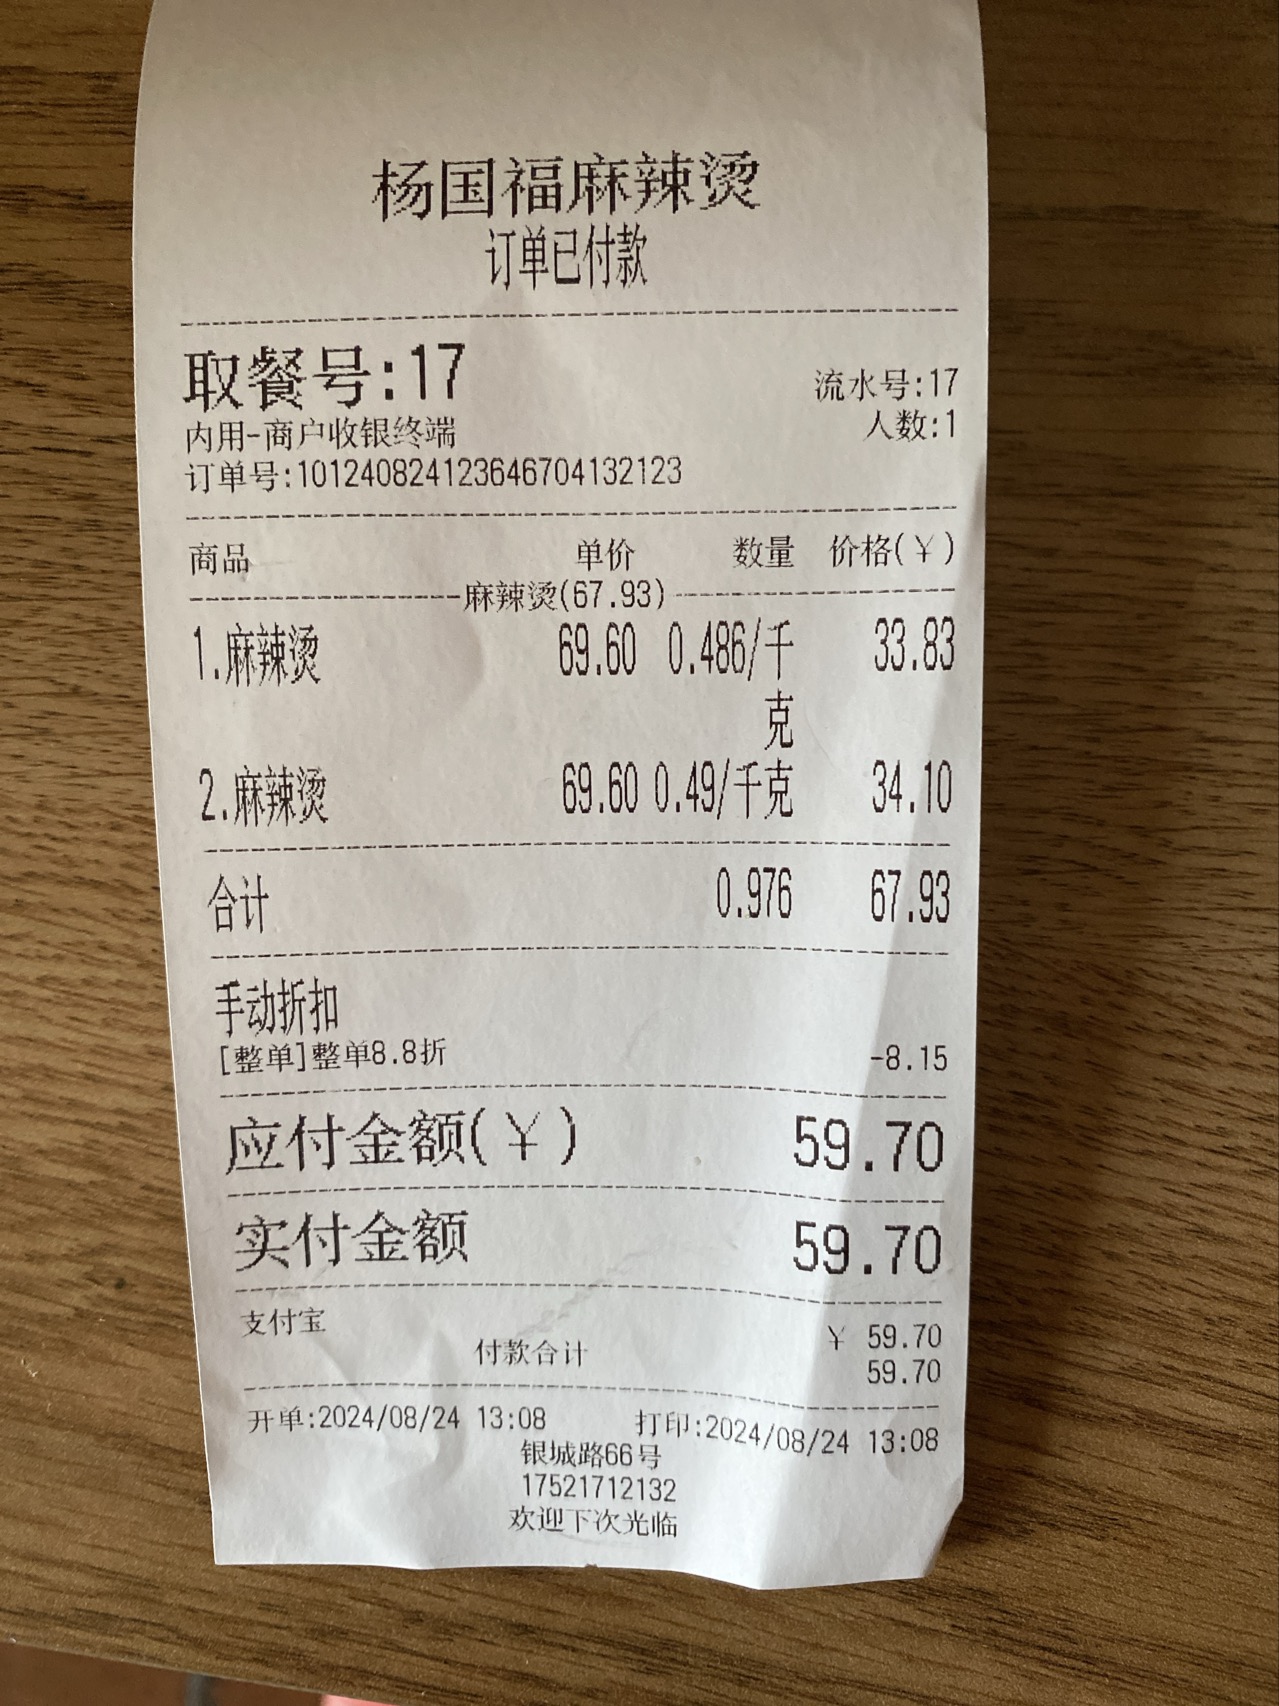 杨国福麻辣烫
订单已付款
取餐号:17
流水号:17
人数:1
内用-商户收银终端
订单号:101240824123646704132123
商品 单价 数量 价格(¥)
麻辣烫(67.93)
1.麻辣烫 69.60 0.486/千克 33.83
2.麻辣烫 69.60 0.49/千克 34.10
合计 0.976 67.93
手动折扣
[整单]整单8.8折 -8.15
应付金额(¥) 59.70
实付金额 59.70
支付宝 ¥ 59.70
付款合计 59.70
开单:2024/08/24 13:08 打印:2024/08/24 13:08
银城路66号
17521712132
欢迎下次光临